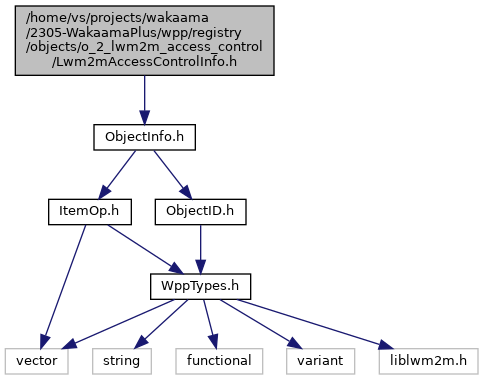 /home/vs/projects/wakaama
/2305-WakaamaPlus/wpp/registry
/objects/o_2_lwm2m_access_control
/Lwm2mAccessControlInfo.h
ObjectInfo.h
ItemOp.h
ObjectID.h
WppTypes.h
vector
string
functional
variant
liblwm2m.h